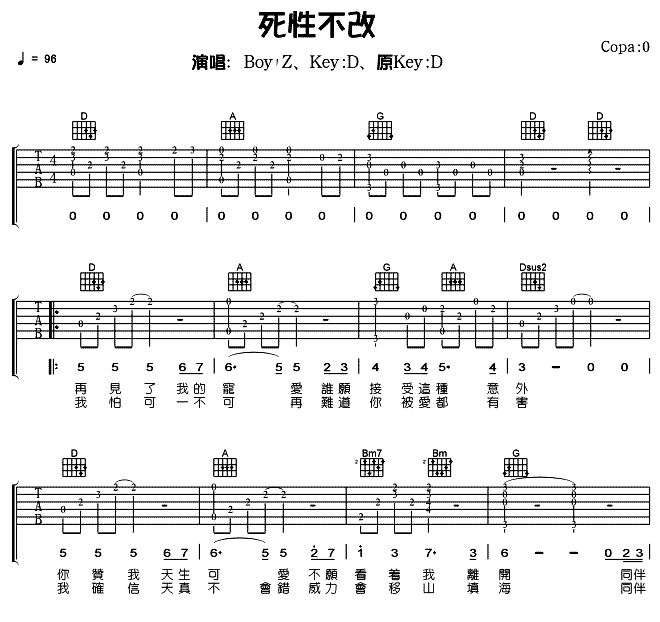 死性不改
♩= 96
演唱: Boy'Z、Key:D、原Key:D
Copa:0
D A G D D
T A B 4 4
0 0 0 0 0 0 0 0 0 0 0 0 0 0 0 0
D A G A Dsus2
T A B
5 5 5 6 7 6· 5 5 2 3 4 3 4 5· 4 3 - 0 0
再見了我的寵 愛誰願接受這種意外
我怕可一不可 再難道你被愛都有害
D A Bm7 Bm G
T A B
5 5 5 6 7 6· 5 5 2 7 1 3 7· 3 6 - - 0 2 3
你贊我天生可 愛不願看着我離開 同伴
我確信天真不 會錯威力會移山填海 同伴